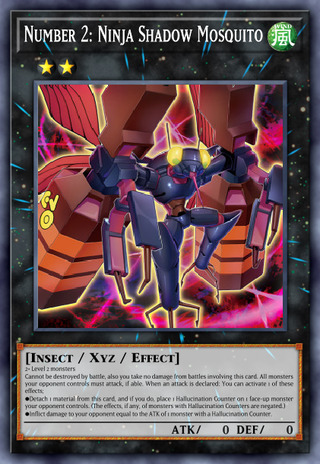 Number 2: Ninja Shadow Mosquito
WIND
風
[Insect / Xyz / Effect]
2+ Level 2 monsters
Cannot be destroyed by battle, also you take no damage from battles involving this card. All monsters
your opponent controls must attack, if able. When an attack is declared: You can activate 1 of these
effects;
●Detach 1 material from this card, and if you do, place 1 Hallucination Counter on 1 face-up monster
your opponent controls. (The effects, if any, of monsters with Hallucination Counters are negated.)
●Inflict damage to your opponent equal to the ATK of 1 monster with a Hallucination Counter.
ATK/ 0 DEF/ 0